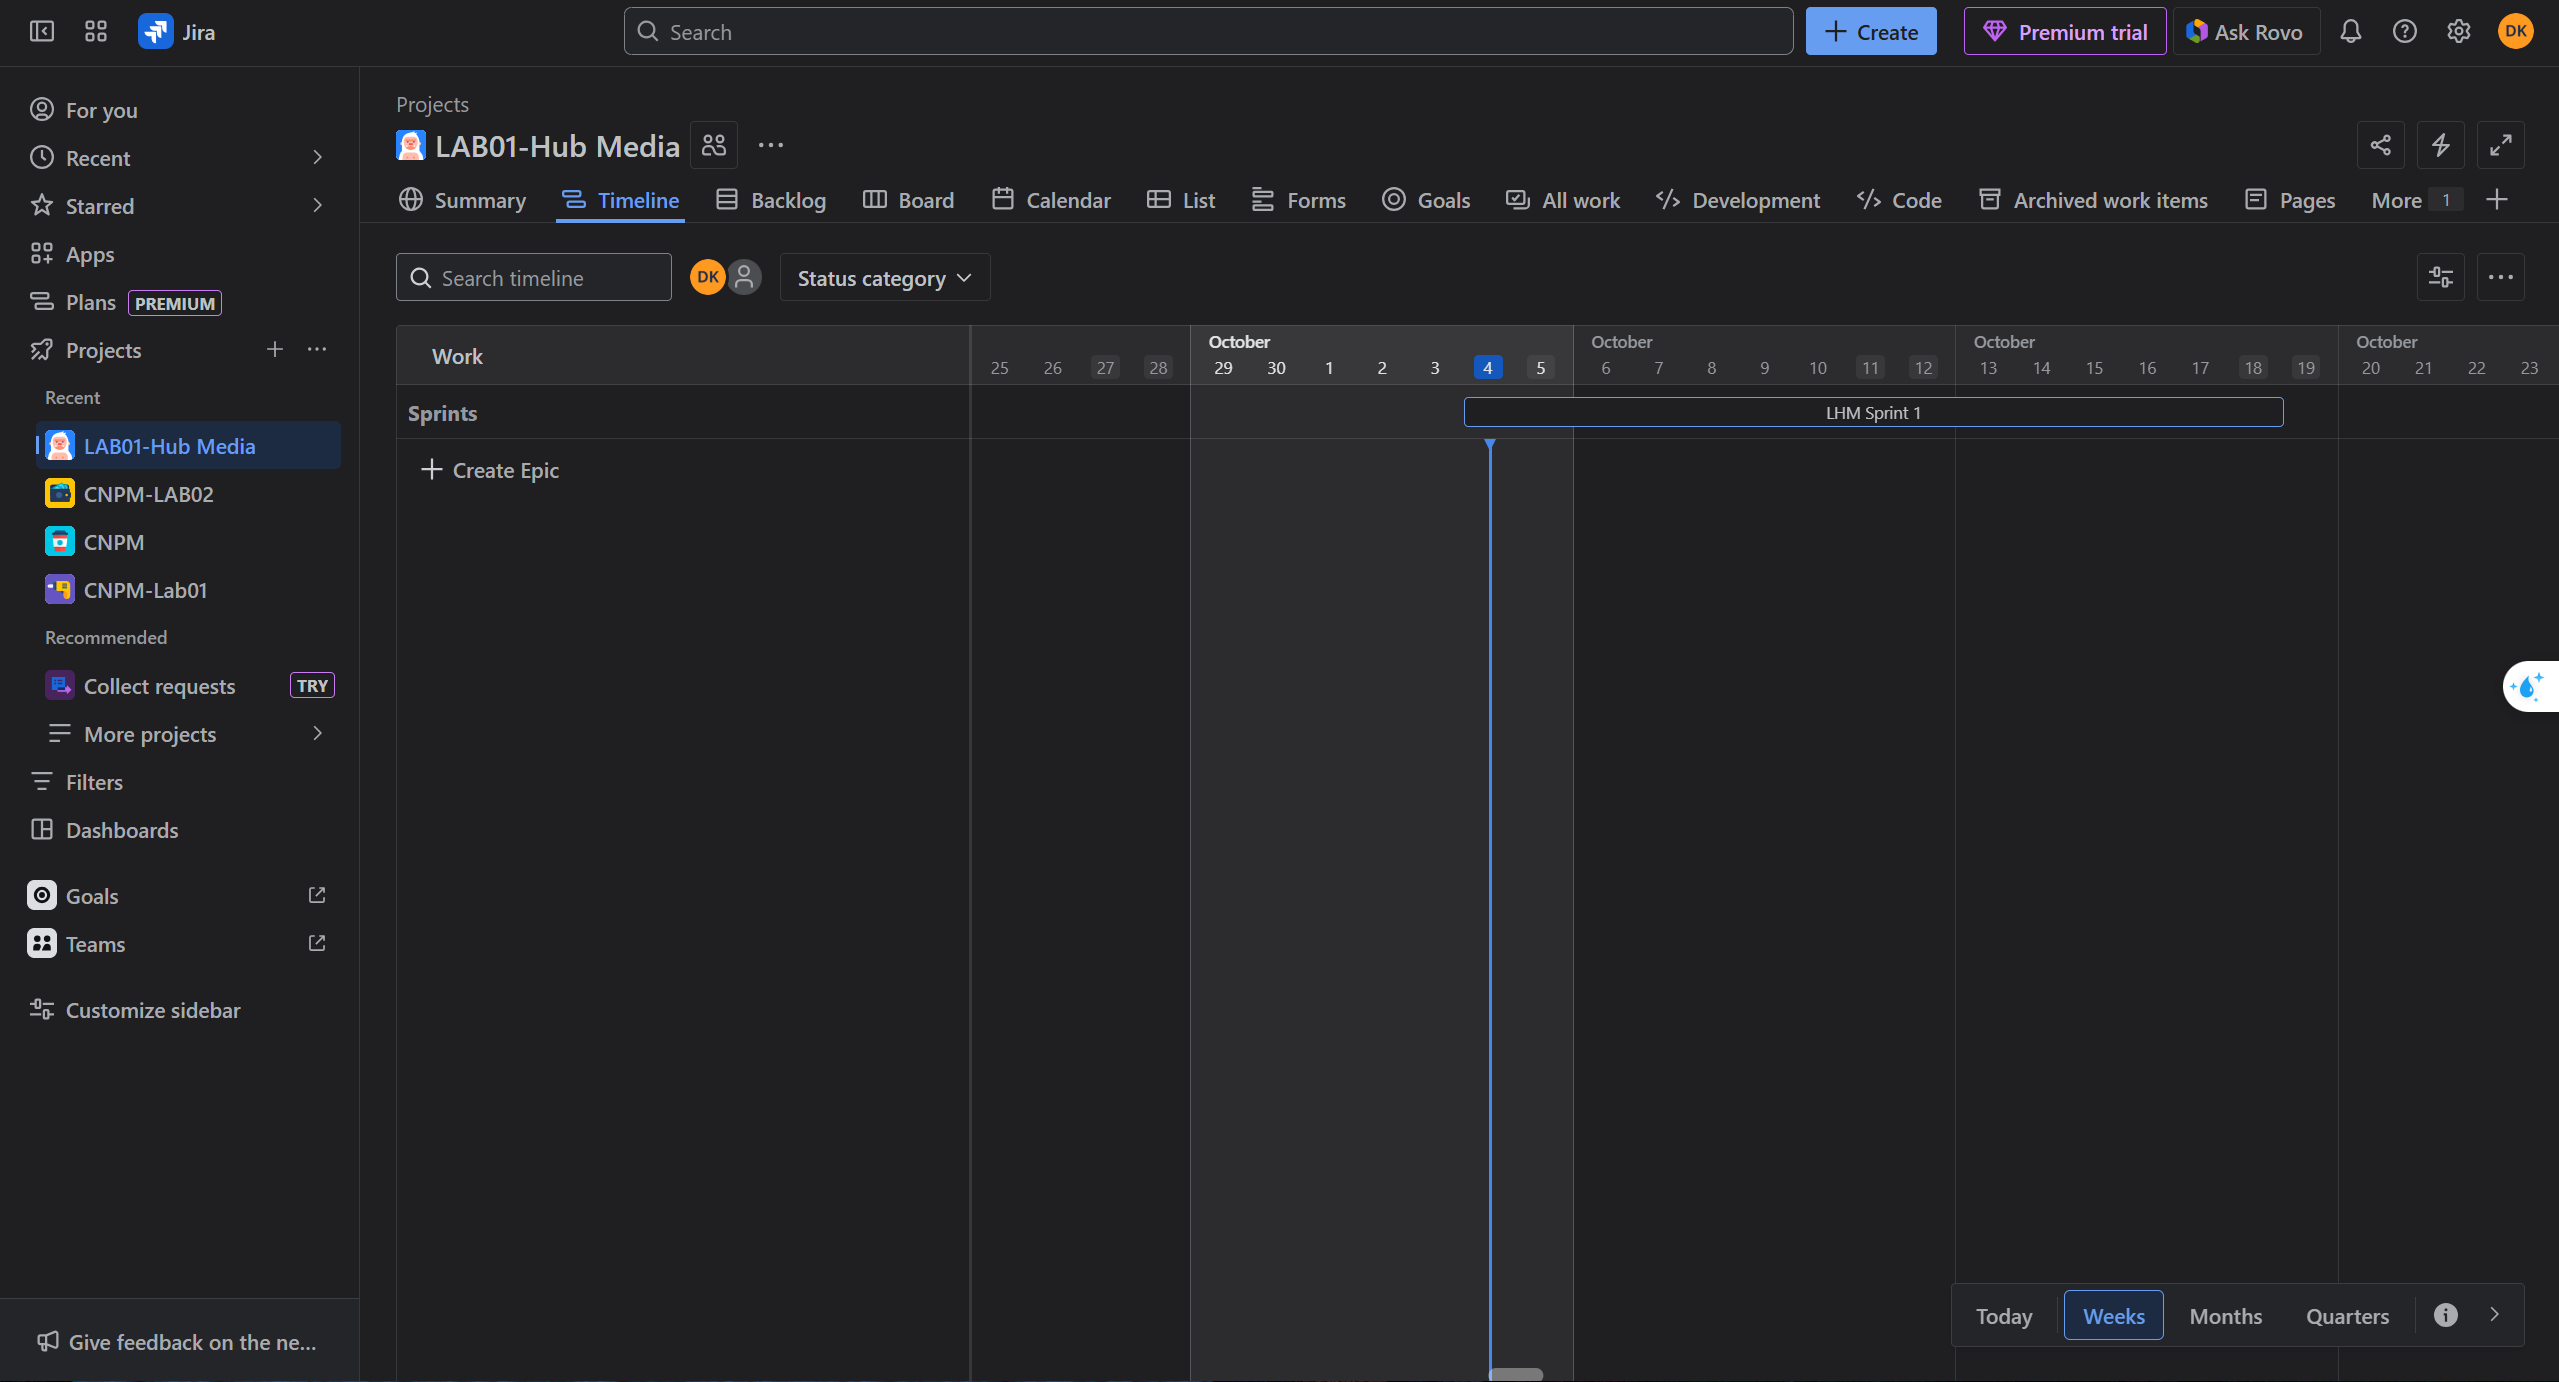 Jira
Search
Create
Premium trial
Ask Rovo
DK
For you
Recent
Starred
Apps
Plans PREMIUM
Projects
Recent
LAB01-Hub Media
CNPM-LAB02
CNPM
CNPM-Lab01
Recommended
Collect requests TRY
More projects
Filters
Dashboards
Goals
Teams
Customize sidebar
Give feedback on the ne...
Projects
LAB01-Hub Media
Summary Timeline Backlog Board Calendar List Forms Goals All work Development Code Archived work items Pages More 1
Search timeline
DK
Status category
Work
October October October October
25 26 27 28 29 30 1 2 3 4 5 6 7 8 9 10 11 12 13 14 15 16 17 18 19 20 21 22 23
Sprints
LHM Sprint 1
Create Epic
Today Weeks Months Quarters